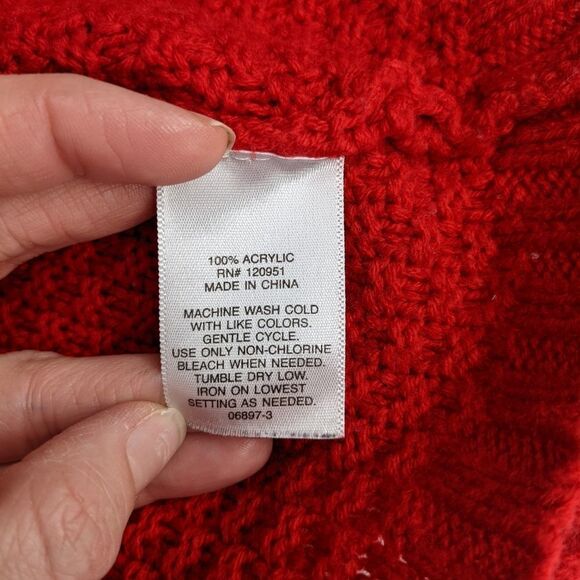 100% ACRYLIC
RN# 120951
MADE IN CHINA
MACHINE WASH COLD
WITH LIKE COLORS.
GENTLE CYCLE.
USE ONLY NON-CHLORINE
BLEACH WHEN NEEDED.
TUMBLE DRY LOW.
IRON ON LOWEST
SETTING AS NEEDED.
06897-3